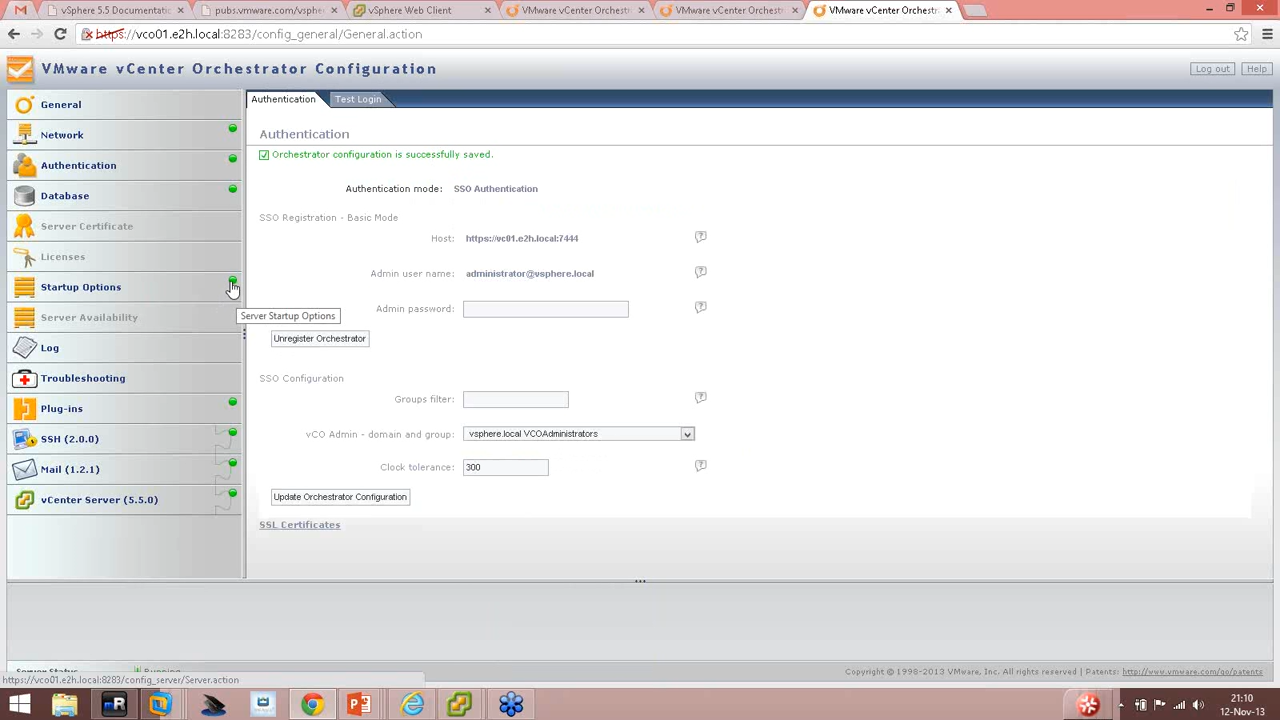 vSphere 5.5 Documentatio
pubs.vmware.com/vsphere
vSphere Web Client
VMware vCenter Orchestr
VMware vCenter Orchestr
VMware vCenter Orchestr
https://vco01.e2h.local:8283/config_general/General.action
VMware vCenter Orchestrator Configuration
Log out
Help
General
Network
Authentication
Database
Server Certificate
Licenses
Startup Options
Server Availability
Log
Troubleshooting
Plug-ins
SSH (2.0.0)
Mail (1.2.1)
vCenter Server (5.5.0)
Server Startup Options
Authentication
Test Login
Authentication
Orchestrator configuration is successfully saved.
Authentication mode: SSO Authentication
SSO Registration - Basic Mode
Host: https://vc01.e2h.local:7444
Admin user name: administrator@vsphere.local
Admin password:
Unregister Orchestrator
SSO Configuration
Groups filter:
vCO Admin - domain and group: vsphere.local VCOAdministrators
Clock tolerance: 300
Update Orchestrator Configuration
SSL Certificates
Server Status Running
Copyright © 1998-2013 VMware, Inc. All rights reserved | Patents: http://www.vmware.com/go/patents
https://vco01.e2h.local:8283/config_server/Server.action
21:10
12-Nov-13